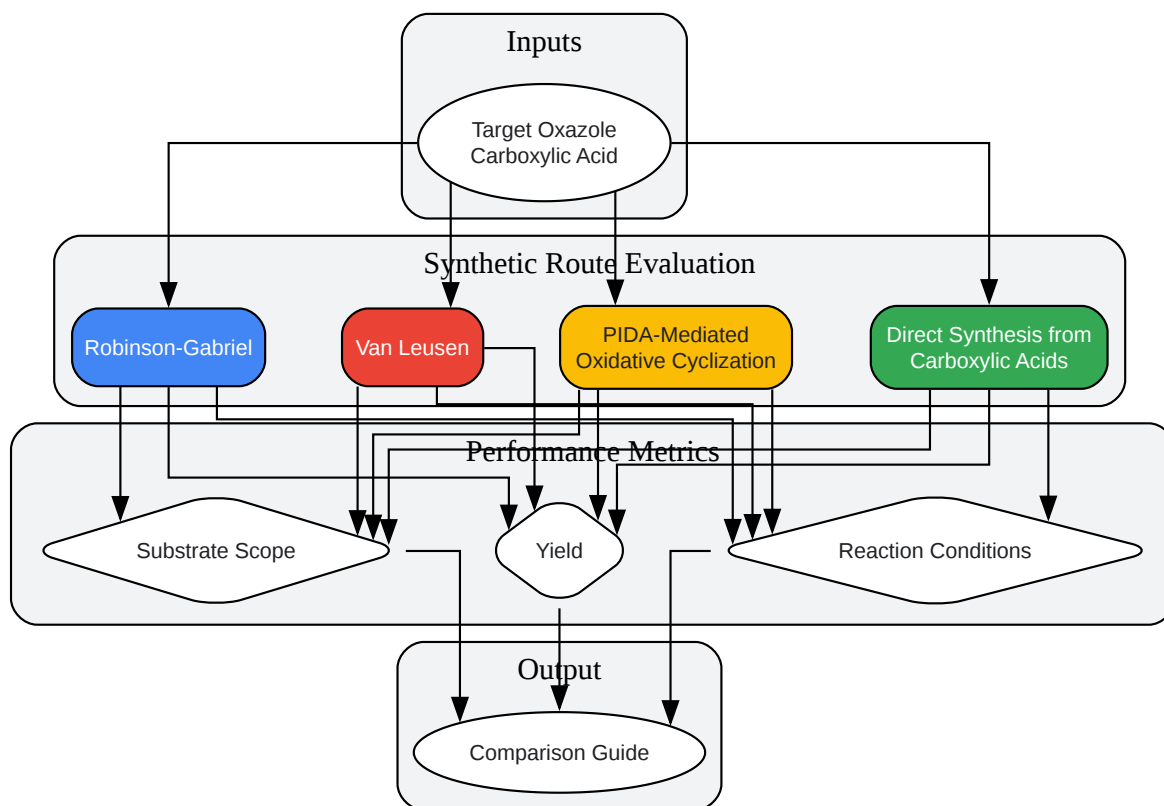 Inputs
Target Oxazole
Carboxylic Acid
Synthetic Route Evaluation
Robinson-Gabriel
Van Leusen
PIDA-Mediated
Oxidative Cyclization
Direct Synthesis from
Carboxylic Acids
Performance Metrics
Substrate Scope
Yield
Reaction Conditions
Output
Comparison Guide